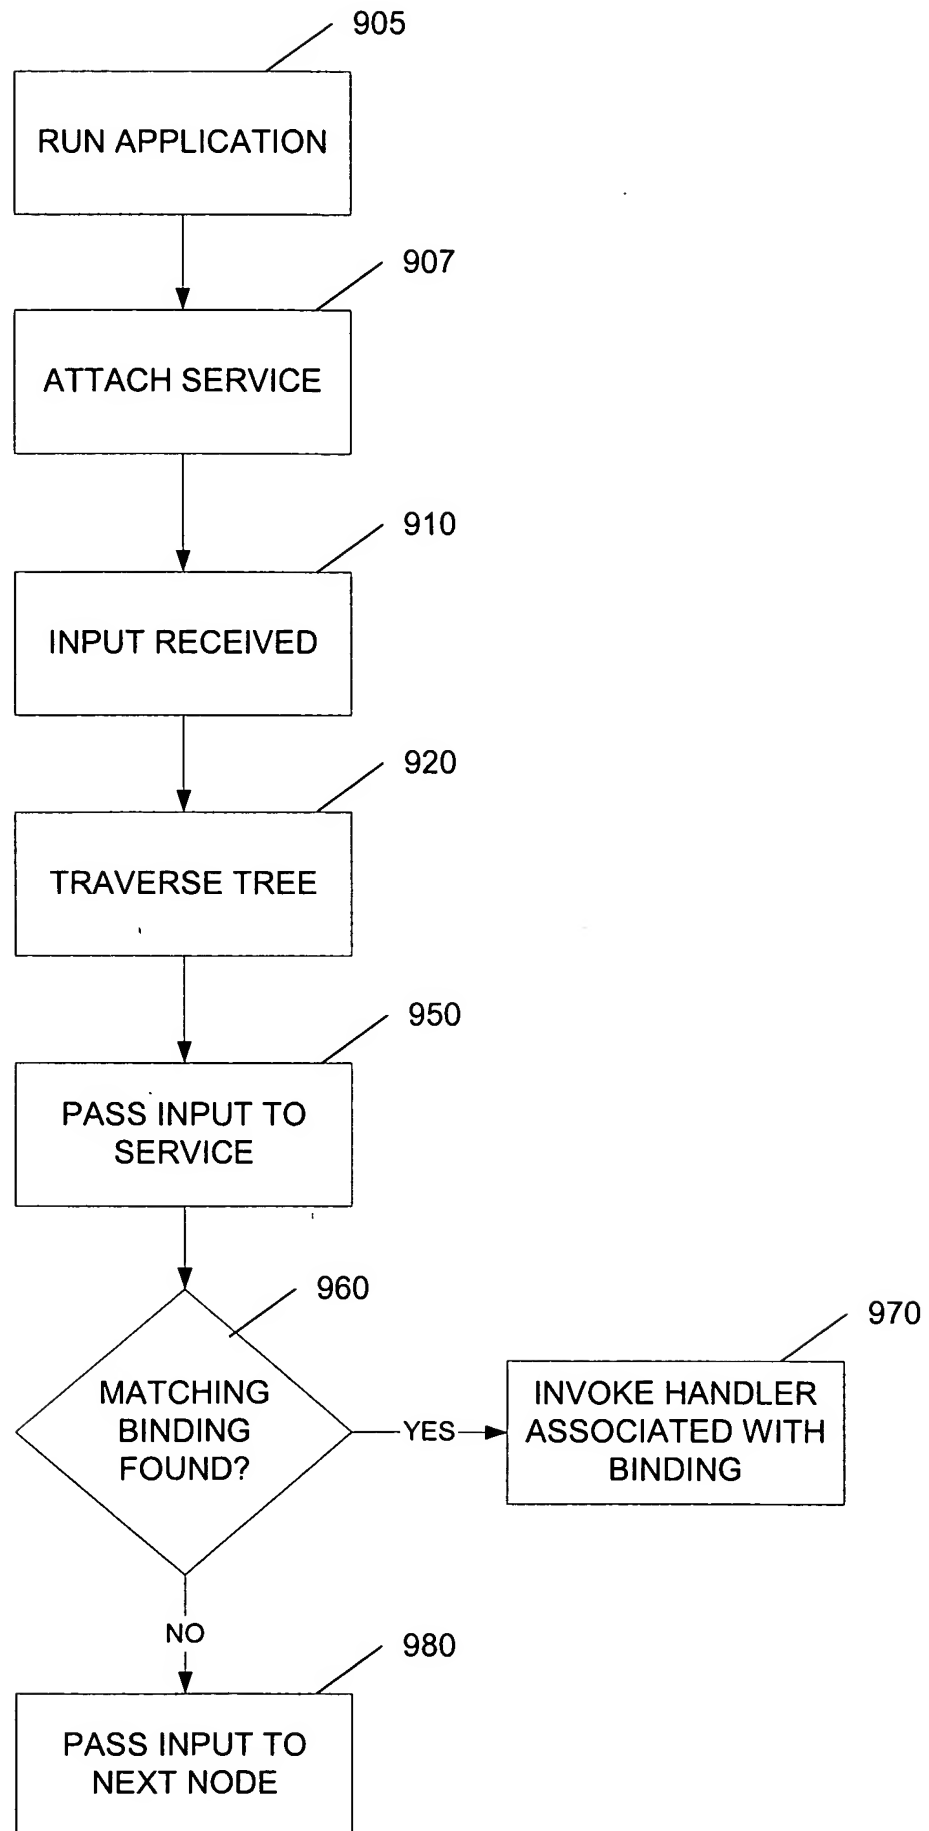 905
RUN APPLICATION
907
ATTACH SERVICE
910
INPUT RECEIVED
920
TRAVERSE TREE
950
PASS INPUT TO
SERVICE
960
MATCHING
BINDING
FOUND?
YES
970
INVOKE HANDLER
ASSOCIATED WITH
BINDING
NO
980
PASS INPUT TO
NEXT NODE